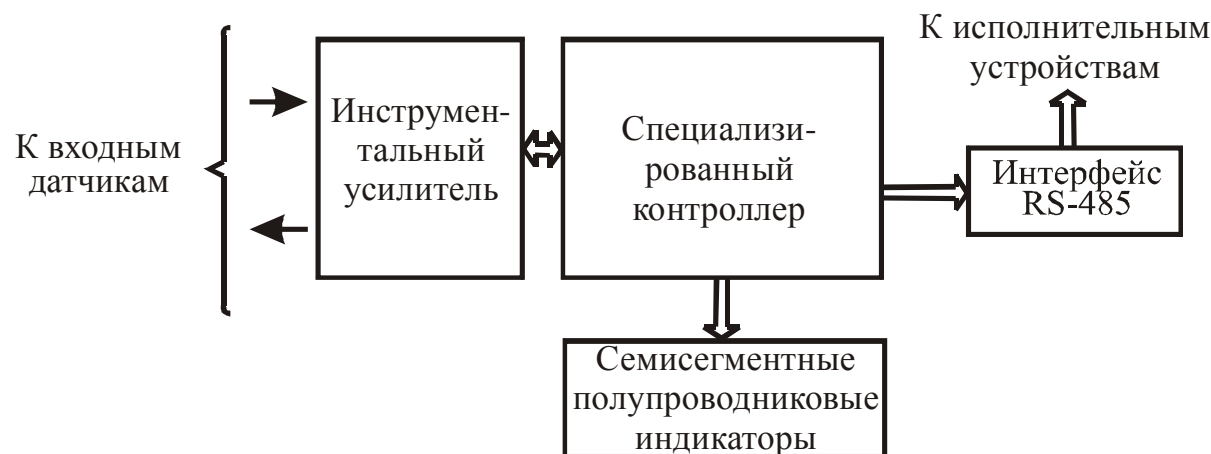 К входным
датчикам
Инструмен-
тальный
усилитель
Специализи-
рованный
контроллер
К исполнительным
устройствам
Интерфейс
RS-485
Семисегментные
полупроводниковые
индикаторы